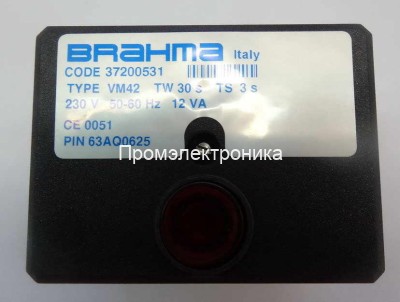 BRAHMA Italy
CODE 37200531
TYPE VM42 TW 30 s TS 3 s
230 V 50-60 Hz 12 VA
CE 0051
PIN 63AQ0625
Промэлектроника